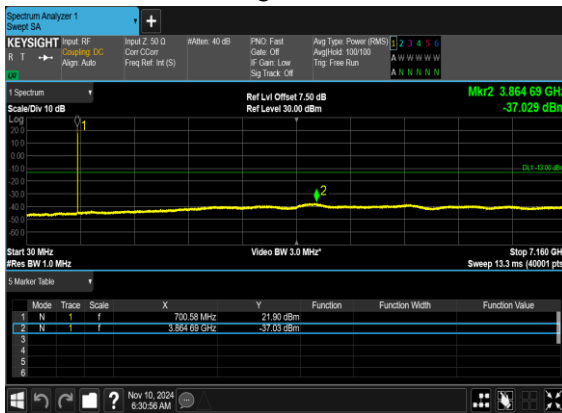 Spectrum Analyzer 1
Swept SA
+
KEYSIGHT Input: RF Input Z: 50 Ω #Atten: 40 dB PNO: Fast Avg Type: Power (RMS) 1 2 3 4 5 6
R T Coupling: DC Corr CCorr Gate: Off Avg|Hold: 100/100 A W W W W W
Align: Auto Freq Ref: Int (S) IF Gain: Low Trig: Free Run
LXI Sig Track: Off A N N N N N
1 Spectrum Ref Lvl Offset 7.50 dB Mkr2 3.864 69 GHz
Scale/Div 10 dB Ref Level 30.00 dBm -37.029 dBm
Log
20.0
10.0
0.00
-10.0
-20.0
-30.0
-40.0
-50.0
-60.0
1
DL1 -13.00 dBm
2
Start 30 MHz Video BW 3.0 MHz* Stop 7.160 GHz
#Res BW 1.0 MHz Sweep 13.3 ms (40001 pts)
5 Marker Table
Mode Trace Scale X Y Function Function Width Function Value
1 N 1 f 700.58 MHz 21.90 dBm
2 N 1 f 3.864 69 GHz -37.03 dBm
3
4
5
6
? Nov 10, 2024
6:30:56 AM